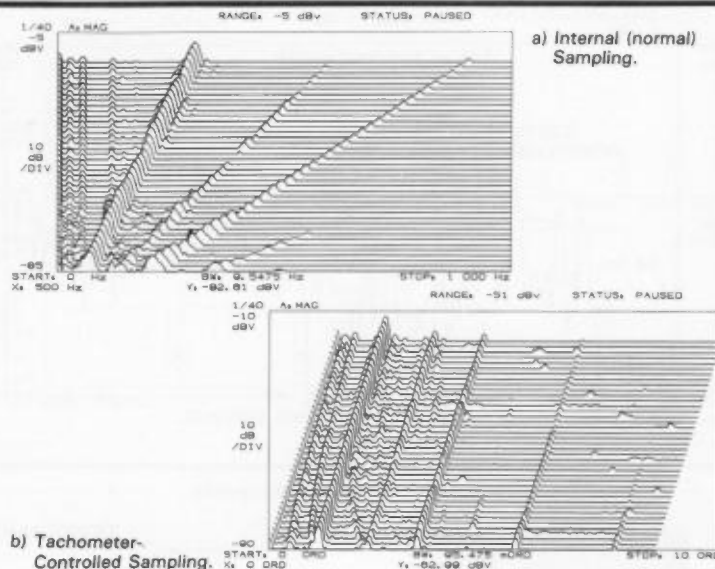 RANGE: -5 dBV STATUS: PAUSED
1/40 A: MAG
-5
dBV
10
dB
/DIV
-85
START: 0 Hz BW: 9.5475 Hz STOP: 1 000 Hz
X: 500 Hz Y: -82.81 dBV
a) Internal (normal)
Sampling.
RANGE: -51 dBV STATUS: PAUSED
1/40 A: MAG
-10
dBV
10
dB
/DIV
-90
START: 0 ORD BW: 95.475 mORD STOP: 10 ORD
X: 0 ORD Y: -62.99 dBV
b) Tachometer-
Controlled Sampling.